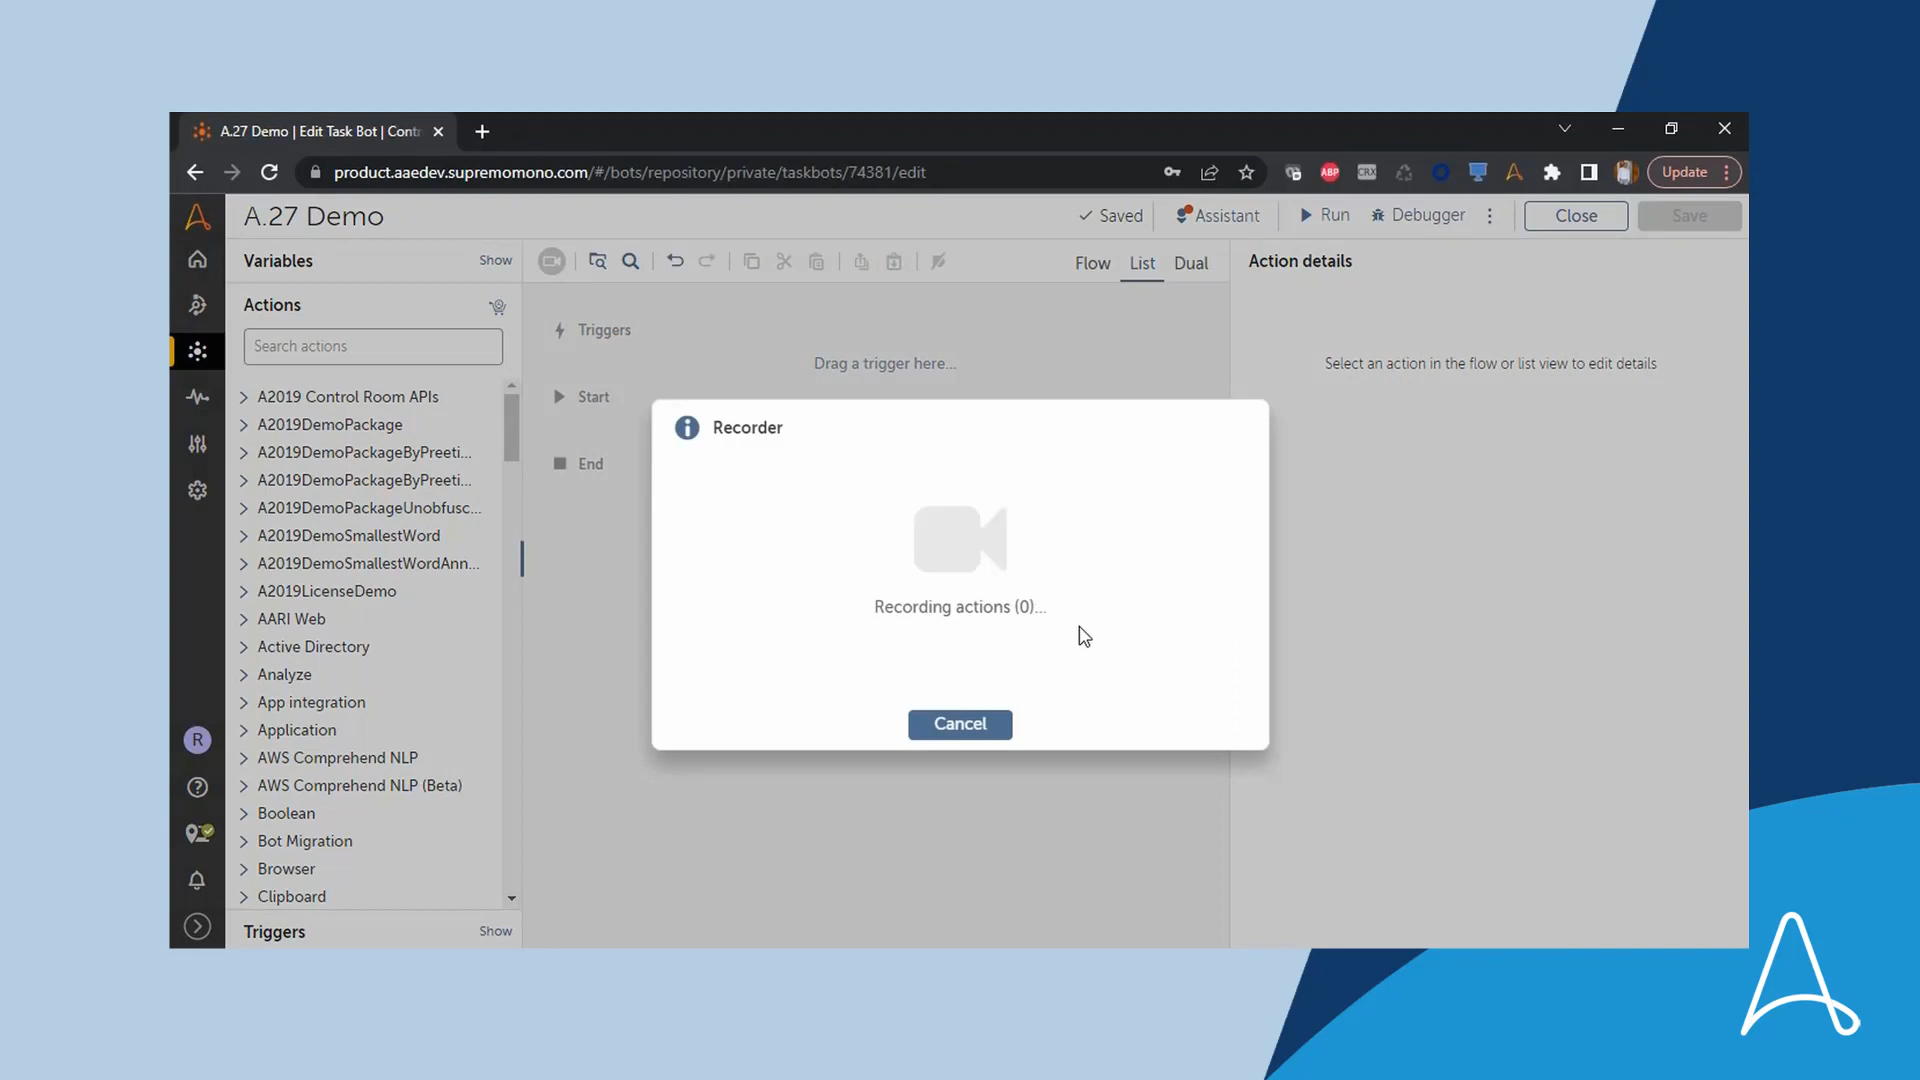 A.27 Demo | Edit Task Bot | Contr
product.aaedev.supremomono.com/#/bots/repository/private/taskbots/74381/edit
ABP
CRX
Update
A.27 Demo
Saved
Assistant
Run
Debugger
Close
Save
Variables
Show
Flow
List
Dual
Action details
Actions
Search actions
Triggers
Drag a trigger here...
Select an action in the flow or list view to edit details
Start
End
A2019 Control Room APIs
A2019DemoPackage
A2019DemoPackageByPreeti...
A2019DemoPackageByPreeti...
A2019DemoPackageUnobfusc...
A2019DemoSmallestWord
A2019DemoSmallestWordAnn...
A2019LicenseDemo
AARI Web
Active Directory
Analyze
App integration
Application
AWS Comprehend NLP
AWS Comprehend NLP (Beta)
Boolean
Bot Migration
Browser
Clipboard
Triggers
Show
R
Recorder
Recording actions (0)...
Cancel